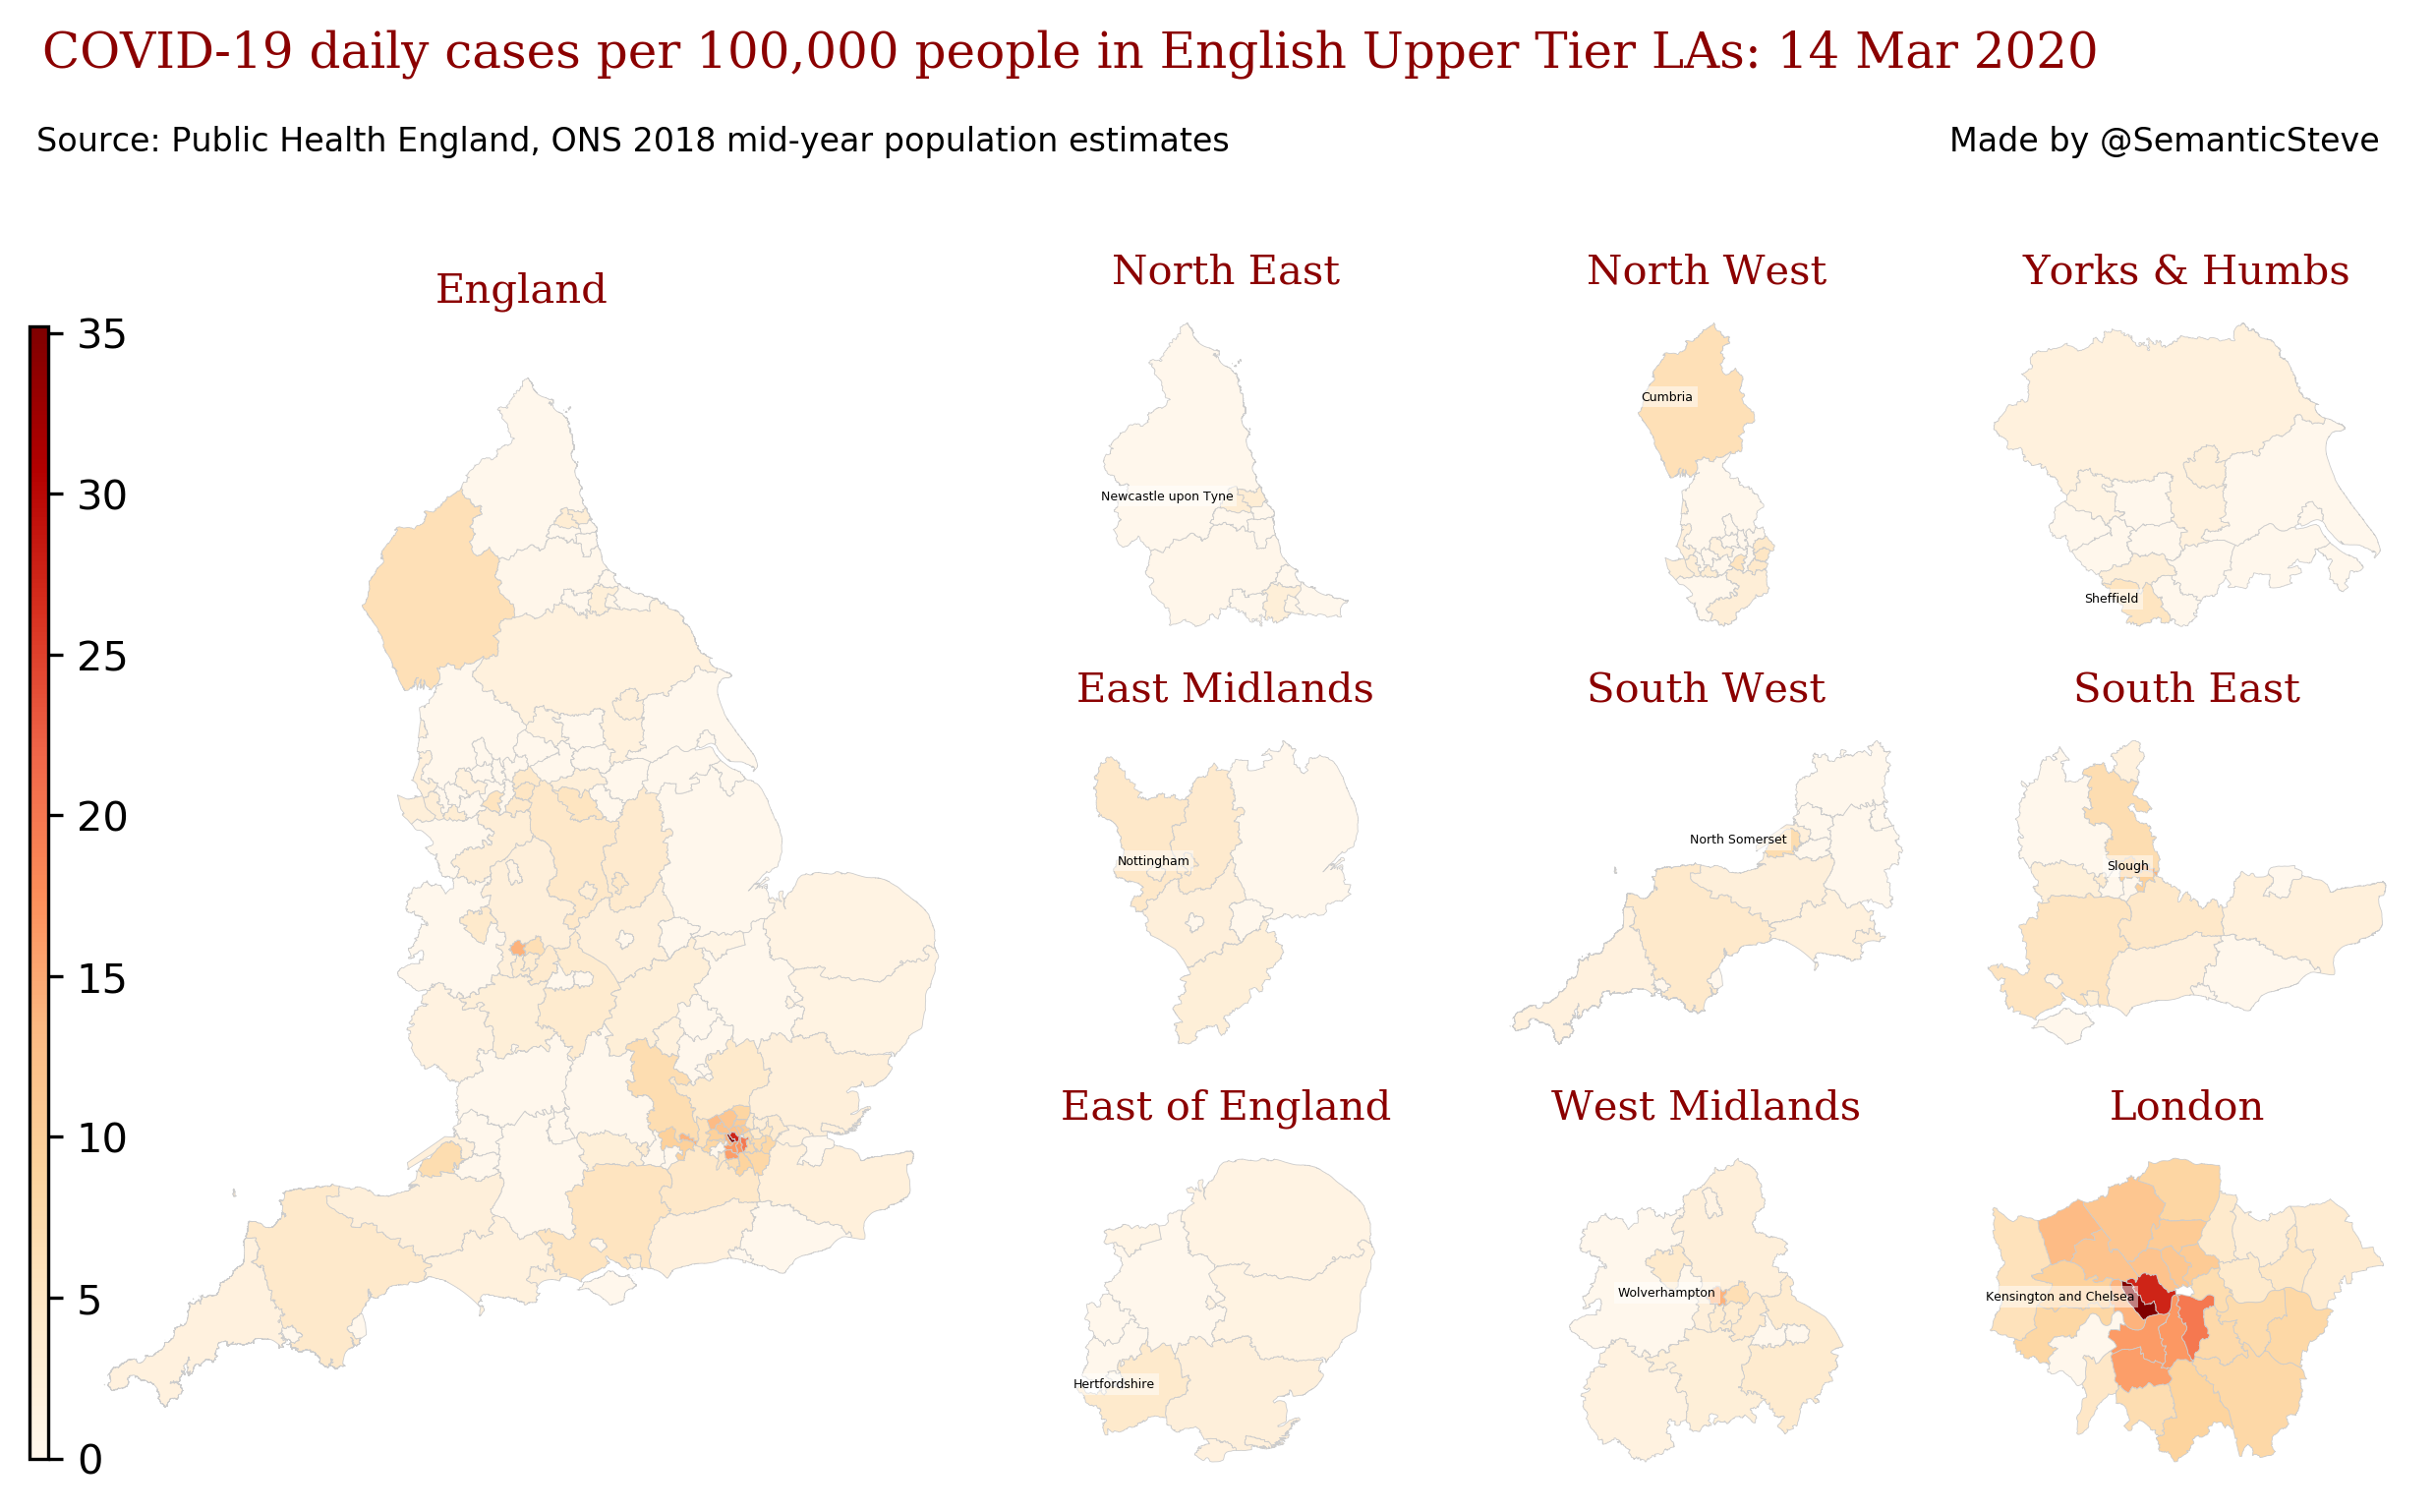 COVID-19 daily cases per 100,000 people in English Upper Tier LAs: 14 Mar 2020
Source: Public Health England, ONS 2018 mid-year population estimates
Made by @SemanticSteve
England
35
30
25
20
15
10
5
0
North East
Newcastle upon Tyne
North West
Cumbria
Yorks & Humbs
Sheffield
East Midlands
Nottingham
South West
North Somerset
South East
Slough
East of England
Hertfordshire
West Midlands
Wolverhampton
London
Kensington and Chelsea